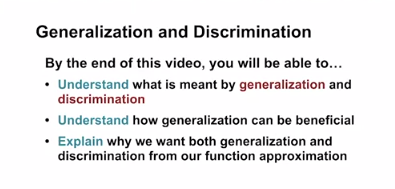 Generalization and Discrimination
By the end of this video, you will be able to...
• Understand what is meant by generalization and
discrimination
• Understand how generalization can be beneficial
• Explain why we want both generalization and
discrimination from our function approximation